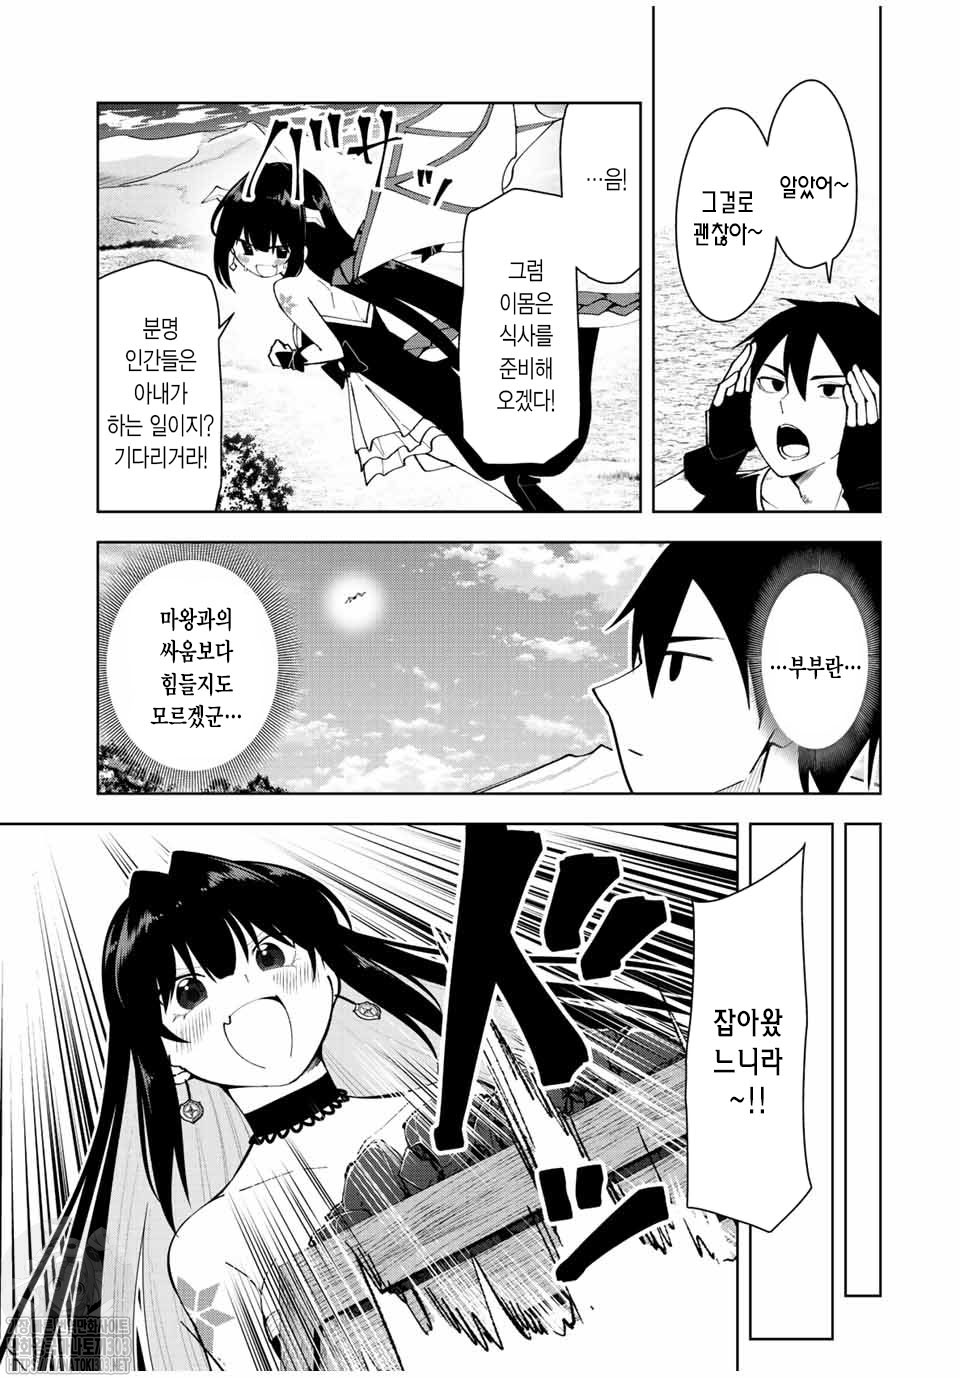 알았어~
그걸로
괜찮아~
…음!
그럼
이몸은
식사를
준비해
오겠다!
분명
인간들은
아내가
하는 일이지?
기다리거라!
…부부란…
마왕과의
싸움보다
힘들지도
모르겠군…
잡아왔
느니라
~!!